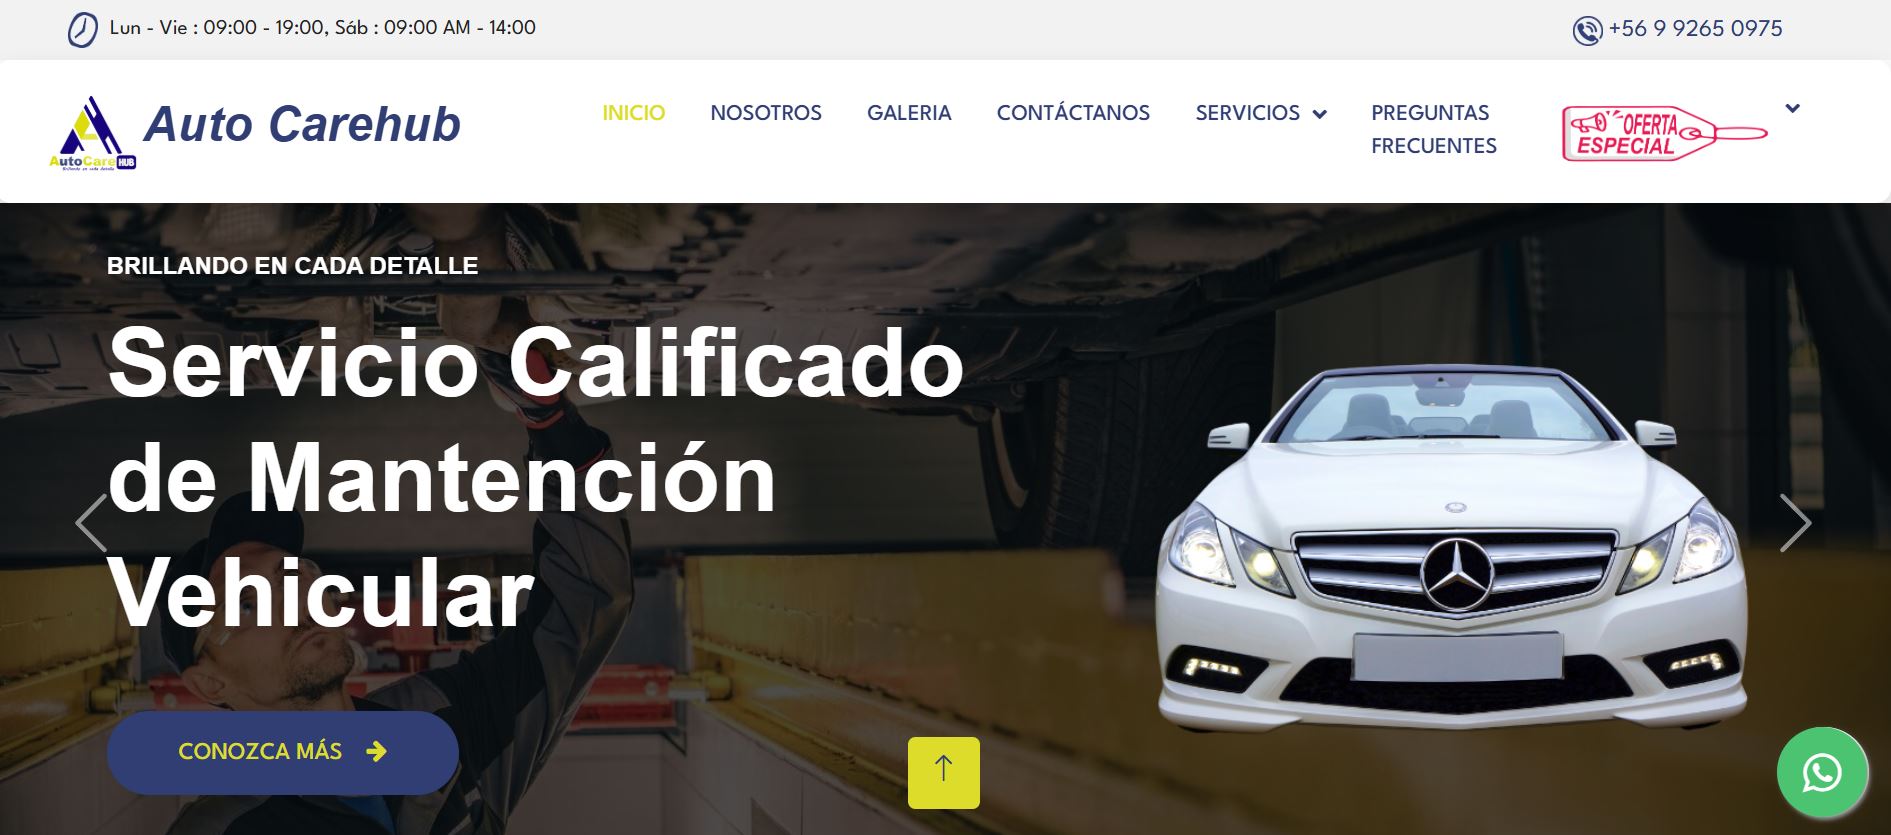 Lun - Vie : 09:00 - 19:00, Sáb : 09:00 AM - 14:00
+56 9 9265 0975
AutoCare HUB
Brillando en cada detalle
Auto Carehub
INICIO
NOSOTROS
GALERIA
CONTÁCTANOS
SERVICIOS
PREGUNTAS
FRECUENTES
OFERTA
ESPECIAL
BRILLANDO EN CADA DETALLE
Servicio Calificado
de Mantención
Vehicular
CONOZCA MÁS